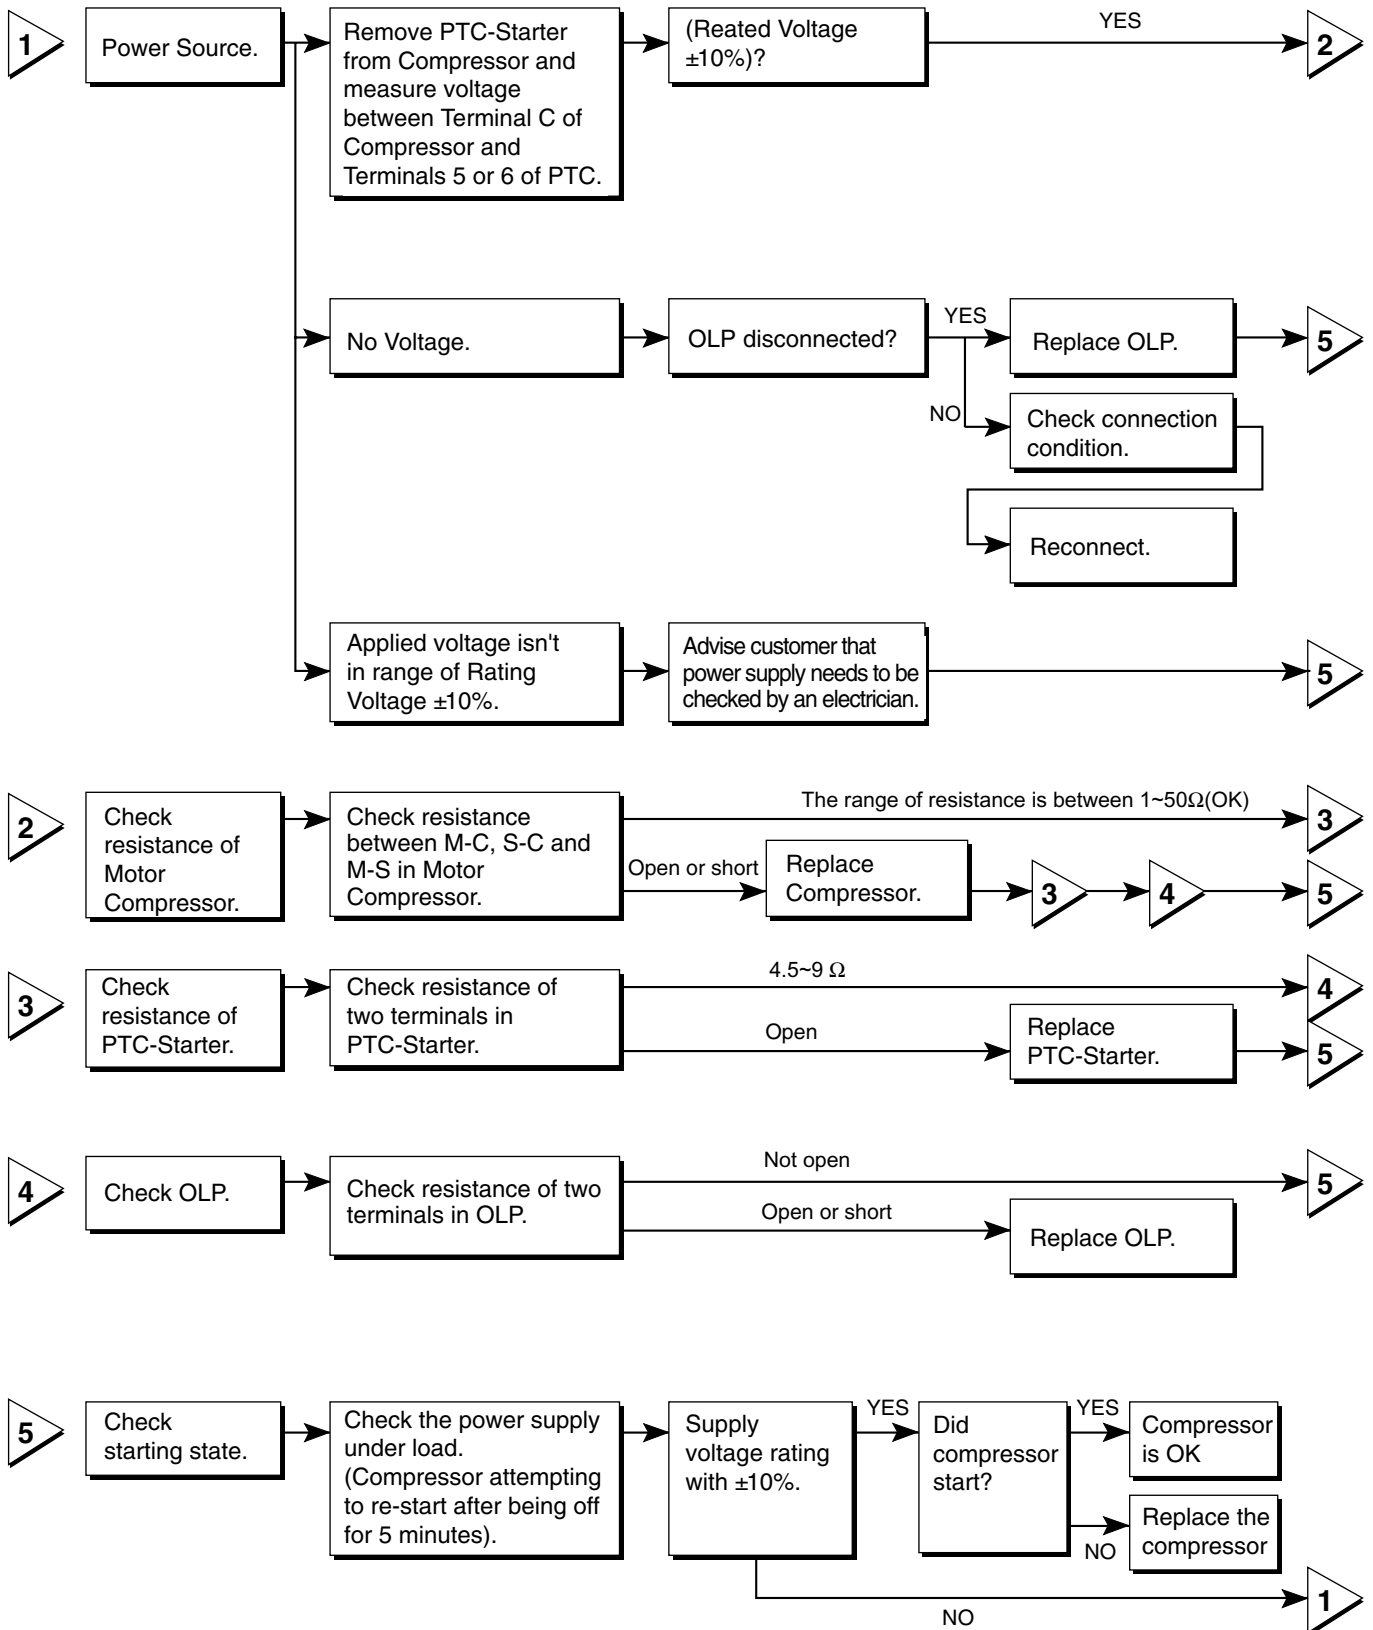 1
Power Source.
Remove PTC-Starter
from Compressor and
measure voltage
between Terminal C of
Compressor and
Terminals 5 or 6 of PTC.
(Reated Voltage
±10%)?
YES
2
No Voltage.
OLP disconnected?
YES
Replace OLP.
5
NO
Check connection
condition.
Reconnect.
Applied voltage isn't
in range of Rating
Voltage ±10%.
Advise customer that
power supply needs to be
checked by an electrician.
5
2
Check
resistance of
Motor
Compressor.
Check resistance
between M-C, S-C and
M-S in Motor
Compressor.
The range of resistance is between 1~50Ω(OK)
3
Open or short
Replace
Compressor.
3
4
5
3
Check
resistance of
PTC-Starter.
Check resistance of
two terminals in
PTC-Starter.
4.5~9 Ω
4
Open
Replace
PTC-Starter.
5
4
Check OLP.
Check resistance of two
terminals in OLP.
Not open
5
Open or short
Replace OLP.
5
Check
starting state.
Check the power supply
under load.
(Compressor attempting
to re-start after being off
for 5 minutes).
Supply
voltage rating
with ±10%.
YES
Did
compressor
start?
YES
Compressor
is OK
NO
Replace the
compressor
NO
1